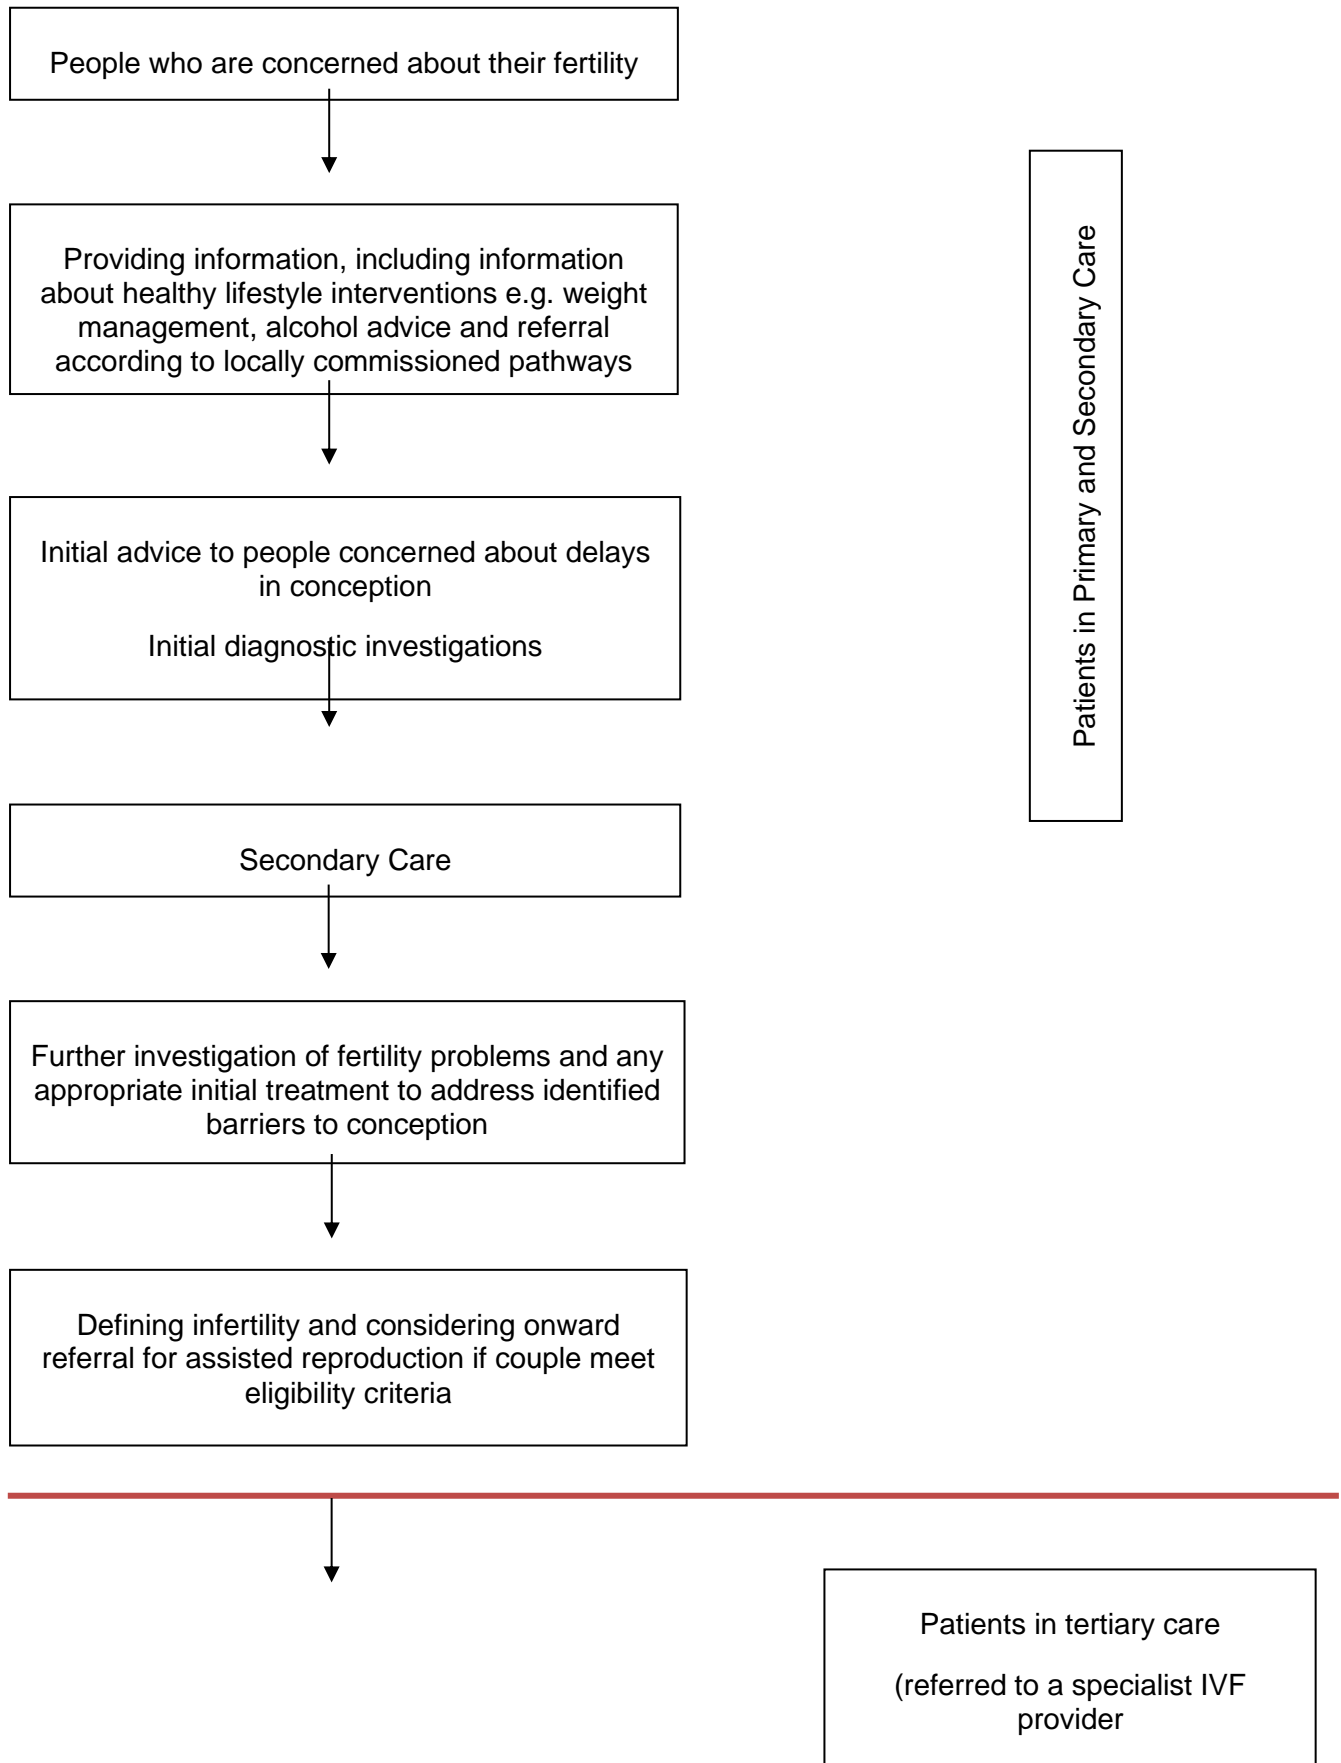 People who are concerned about their fertility
Providing information, including information
about healthy lifestyle interventions e.g. weight
management, alcohol advice and referral
according to locally commissioned pathways
Patients in Primary and Secondary Care
Initial advice to people concerned about delays
in conception
Initial diagnostic investigations
Secondary Care
Further investigation of fertility problems and any
appropriate initial treatment to address identified
barriers to conception
Defining infertility and considering onward
referral for assisted reproduction if couple meet
eligibility criteria
Patients in tertiary care
(referred to a specialist IVF
provider